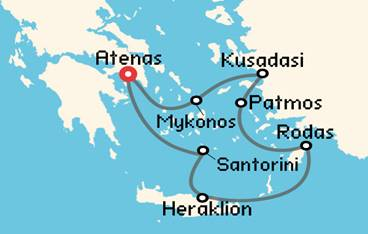 Atenas
Kusadasi
Patmos
Mykonos
Rodas
Santorini
Heraklion